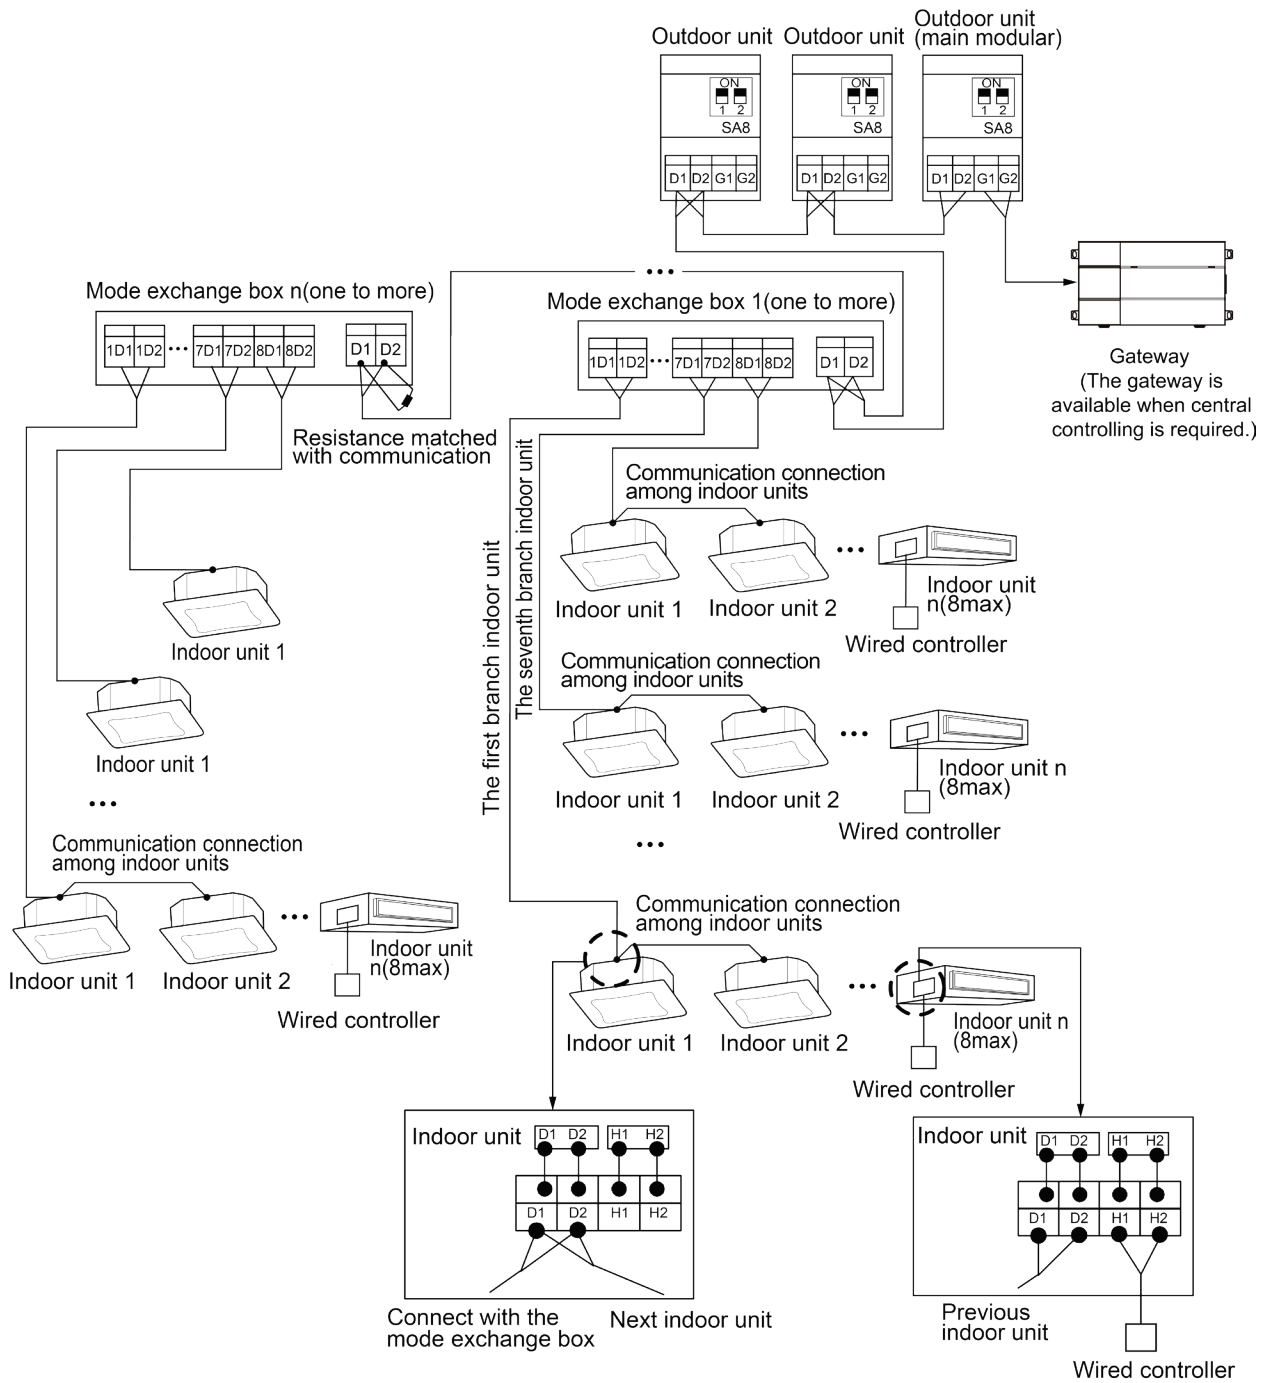 Outdoor unit
Outdoor unit
Outdoor unit
(main modular)
ON
1 2
SA8
D1 D2 G1 G2
ON
1 2
SA8
D1 D2 G1 G2
ON
1 2
SA8
D1 D2 G1 G2
Gateway
(The gateway is
available when central
controlling is required.)
Mode exchange box n(one to more)
1D1 1D2 ••• 7D1 7D2 8D1 8D2 D1 D2
Resistance matched
with communication
•••
Mode exchange box 1(one to more)
1D1 1D2 ••• 7D1 7D2 8D1 8D2 D1 D2
The first branch indoor unit
The seventh branch indoor unit
Communication connection
among indoor units
•••
Indoor unit 1
Indoor unit 2
Indoor unit
n(8max)
Wired controller
Communication connection
among indoor units
•••
Indoor unit 1
Indoor unit 2
Indoor unit n
(8max)
Wired controller
•••
Indoor unit 1
Indoor unit 1
•••
Communication connection
among indoor units
•••
Indoor unit 1
Indoor unit 2
Indoor unit
n(8max)
Wired controller
Communication connection
among indoor units
•••
Indoor unit 1
Indoor unit 2
Indoor unit n
(8max)
Wired controller
Indoor unit
D1 D2 H1 H2
D1 D2 H1 H2
Connect with the
mode exchange box
Next indoor unit
Indoor unit
D1 D2 H1 H2
D1 D2 H1 H2
Previous
indoor unit
Wired controller